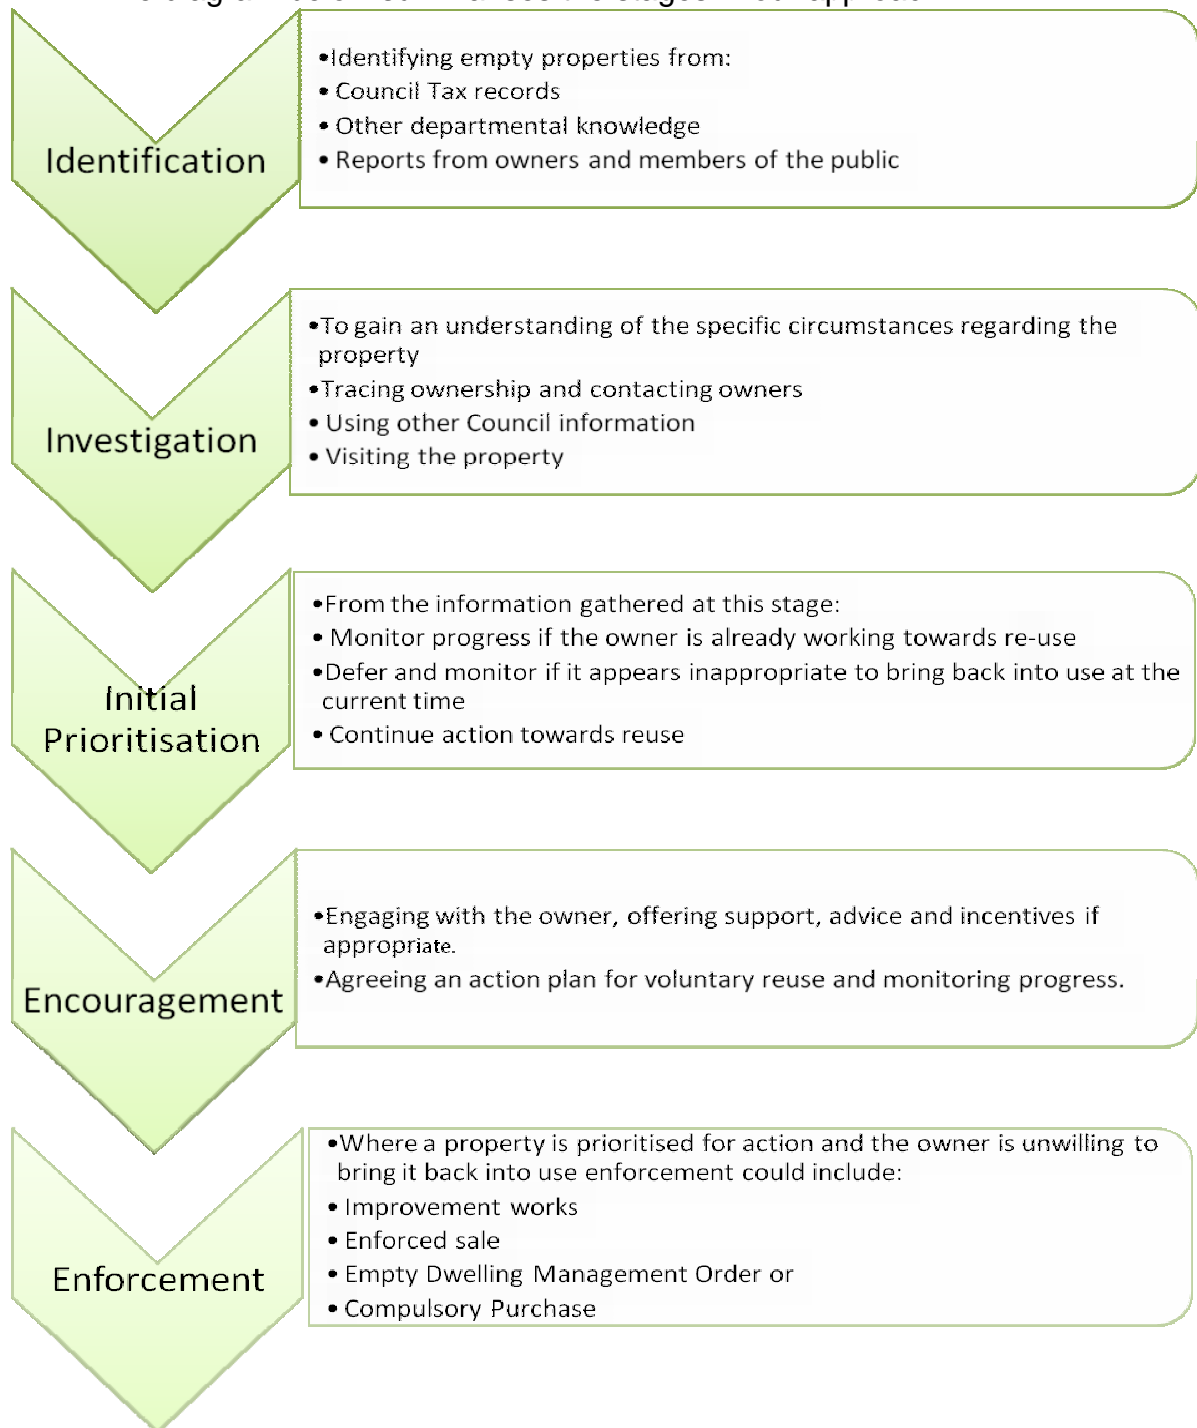 Identification
•Identifying empty properties from:
• Council Tax records
• Other departmental knowledge
• Reports from owners and members of the public
Investigation
•To gain an understanding of the specific circumstances regarding the
property
•Tracing ownership and contacting owners
• Using other Council information
• Visiting the property
Initial
Prioritisation
•From the information gathered at this stage:
• Monitor progress if the owner is already working towards re-use
•Defer and monitor if it appears inappropriate to bring back into use at the
current time
• Continue action towards reuse
Encouragement
•Engaging with the owner, offering support, advice and incentives if
appropriate.
•Agreeing an action plan for voluntary reuse and monitoring progress.
Enforcement
•Where a property is prioritised for action and the owner is unwilling to
bring it back into use enforcement could include:
• Improvement works
• Enforced sale
• Empty Dwelling Management Order or
• Compulsory Purchase